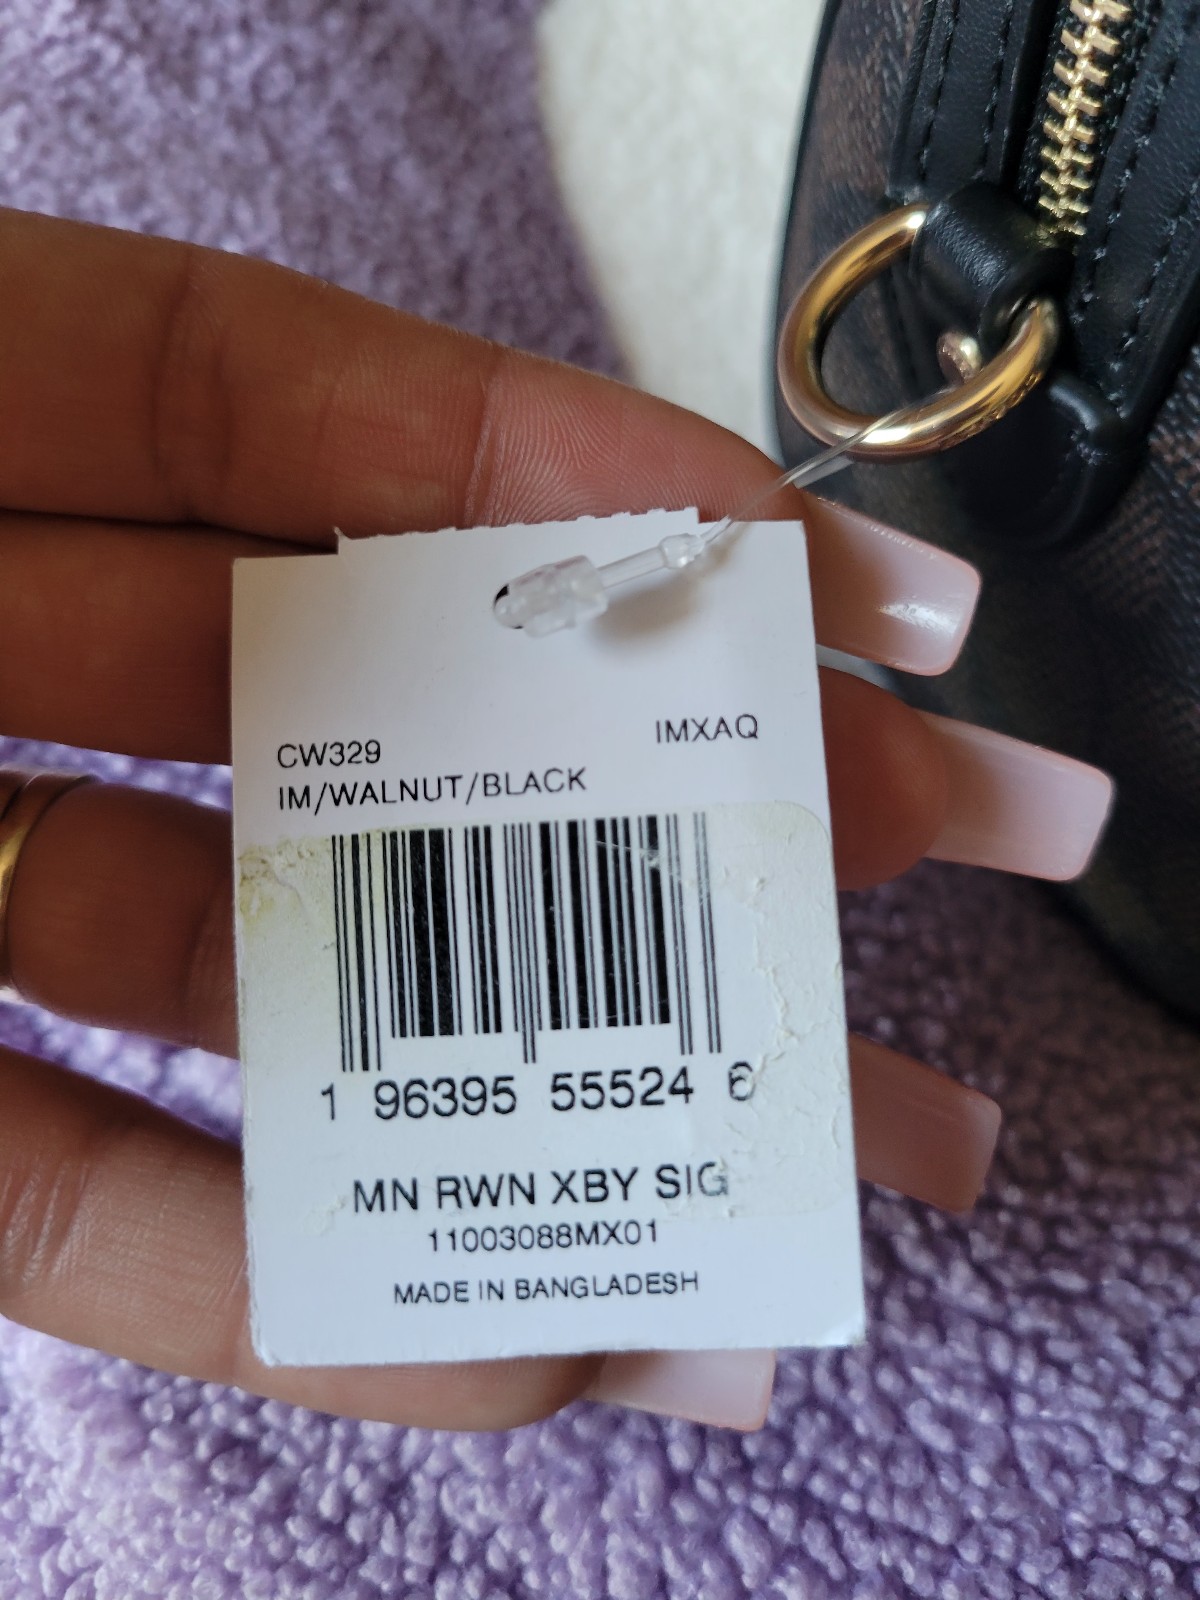 CW329 IMXAQ
IM/WALNUT/BLACK
1 96395 55524 6
MN RWN XBY SIG
11003088MX01
MADE IN BANGLADESH